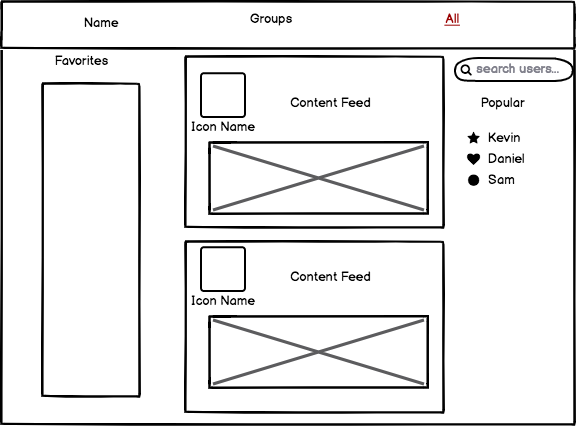 Name
Groups
All
Favorites
search users...
Content Feed
Icon Name
Popular
Kevin
Daniel
Sam
Content Feed
Icon Name